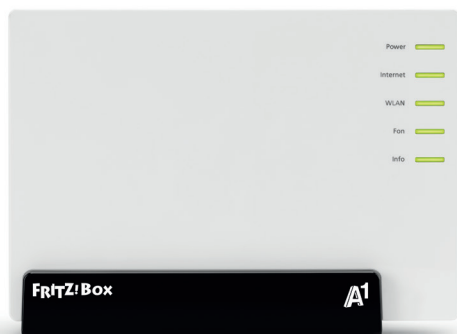 Power
Internet
WLAN
Fon
Info
FRITZ!Box
A1